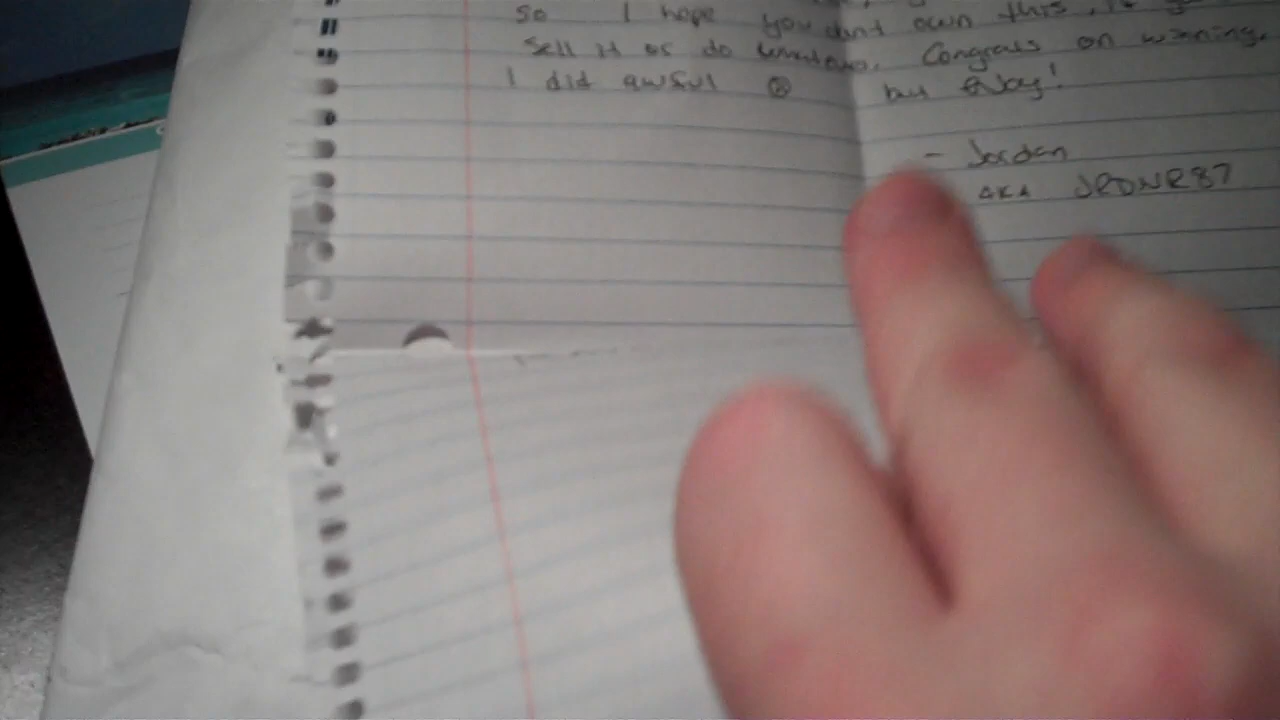 So I hope you dont own this, if
Sell it or do whatever. Congrats on winning.
I did awful ☹ but enjoy!
- Jordan
AKA JRDNR87